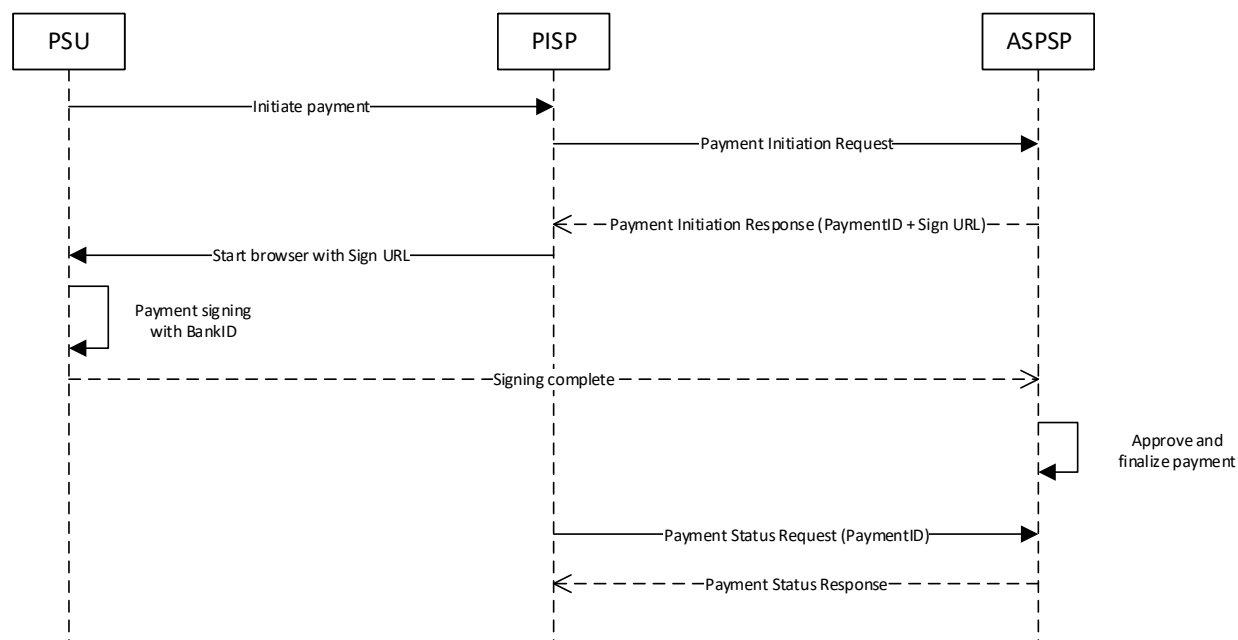 PSU
PISP
ASPSP
Initiate payment
Payment Initiation Request
Payment Initiation Response (PaymentID + Sign URL)
Start browser with Sign URL
Payment signing
with BankID
Signing complete
Approve and
finalize payment
Payment Status Request (PaymentID)
Payment Status Response